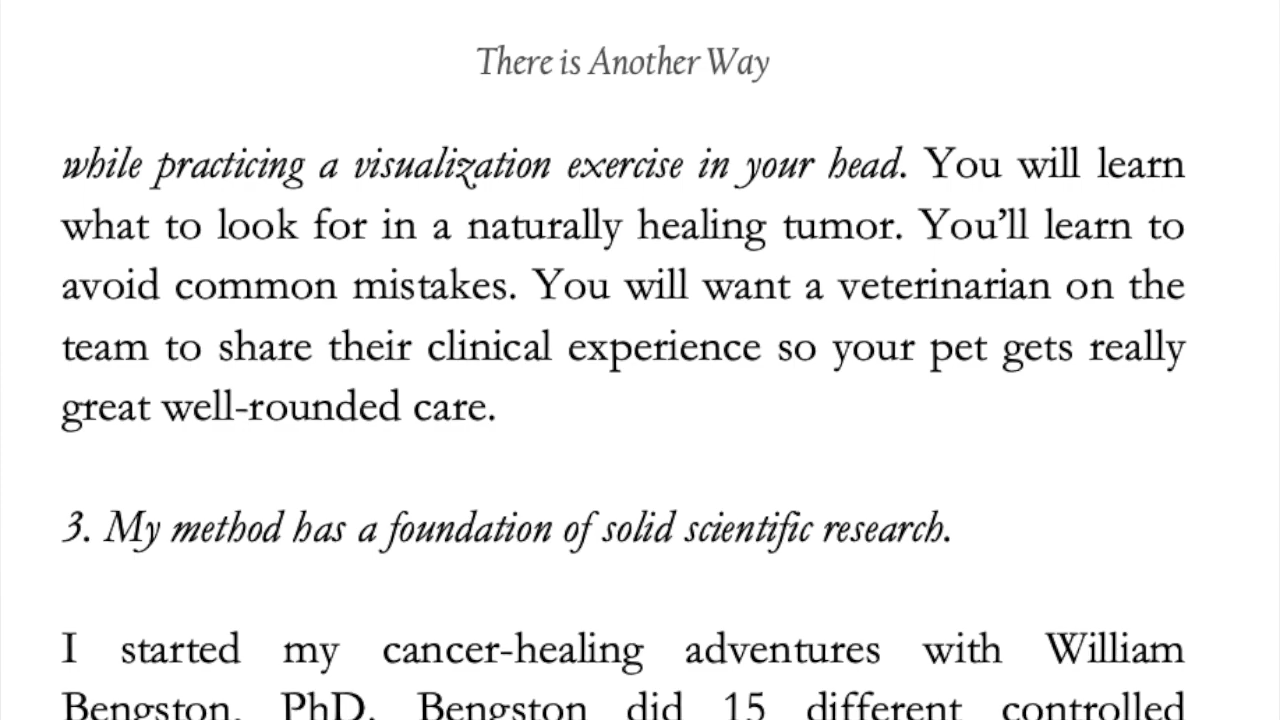 There is Another Way
while practicing a visualization exercise in your head. You will learn
what to look for in a naturally healing tumor. You’ll learn to
avoid common mistakes. You will want a veterinarian on the
team to share their clinical experience so your pet gets really
great well-rounded care.
3. My method has a foundation of solid scientific research.
I started my cancer-healing adventures with William
Bengston, PhD. Bengston did 15 different controlled